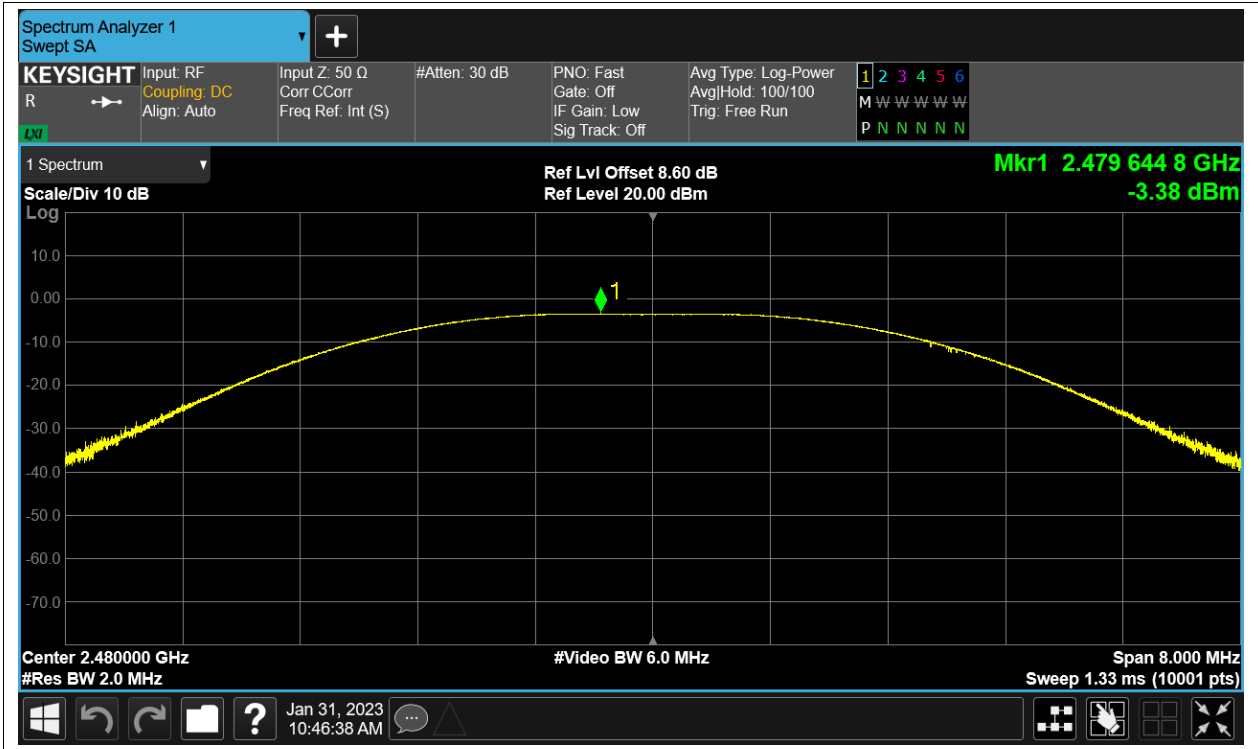 Spectrum Analyzer 1
Swept SA
KEYSIGHT
R
LXI
Input: RF
Coupling: DC
Align: Auto
Input Z: 50 Ω
Corr CCorr
Freq Ref: Int (S)
#Atten: 30 dB
PNO: Fast
Gate: Off
IF Gain: Low
Sig Track: Off
Avg Type: Log-Power
Avg|Hold: 100/100
Trig: Free Run
1 2 3 4 5 6
M W W W W W W
P N N N N N N
1 Spectrum
Scale/Div 10 dB
Log
Ref Lvl Offset 8.60 dB
Ref Level 20.00 dBm
Mkr1 2.479 644 8 GHz
-3.38 dBm
10.0
0.00
1
-10.0
-20.0
-30.0
-40.0
-50.0
-60.0
-70.0
Center 2.480000 GHz
#Video BW 6.0 MHz
Span 8.000 MHz
#Res BW 2.0 MHz
Sweep 1.33 ms (10001 pts)
?
Jan 31, 2023
10:46:38 AM